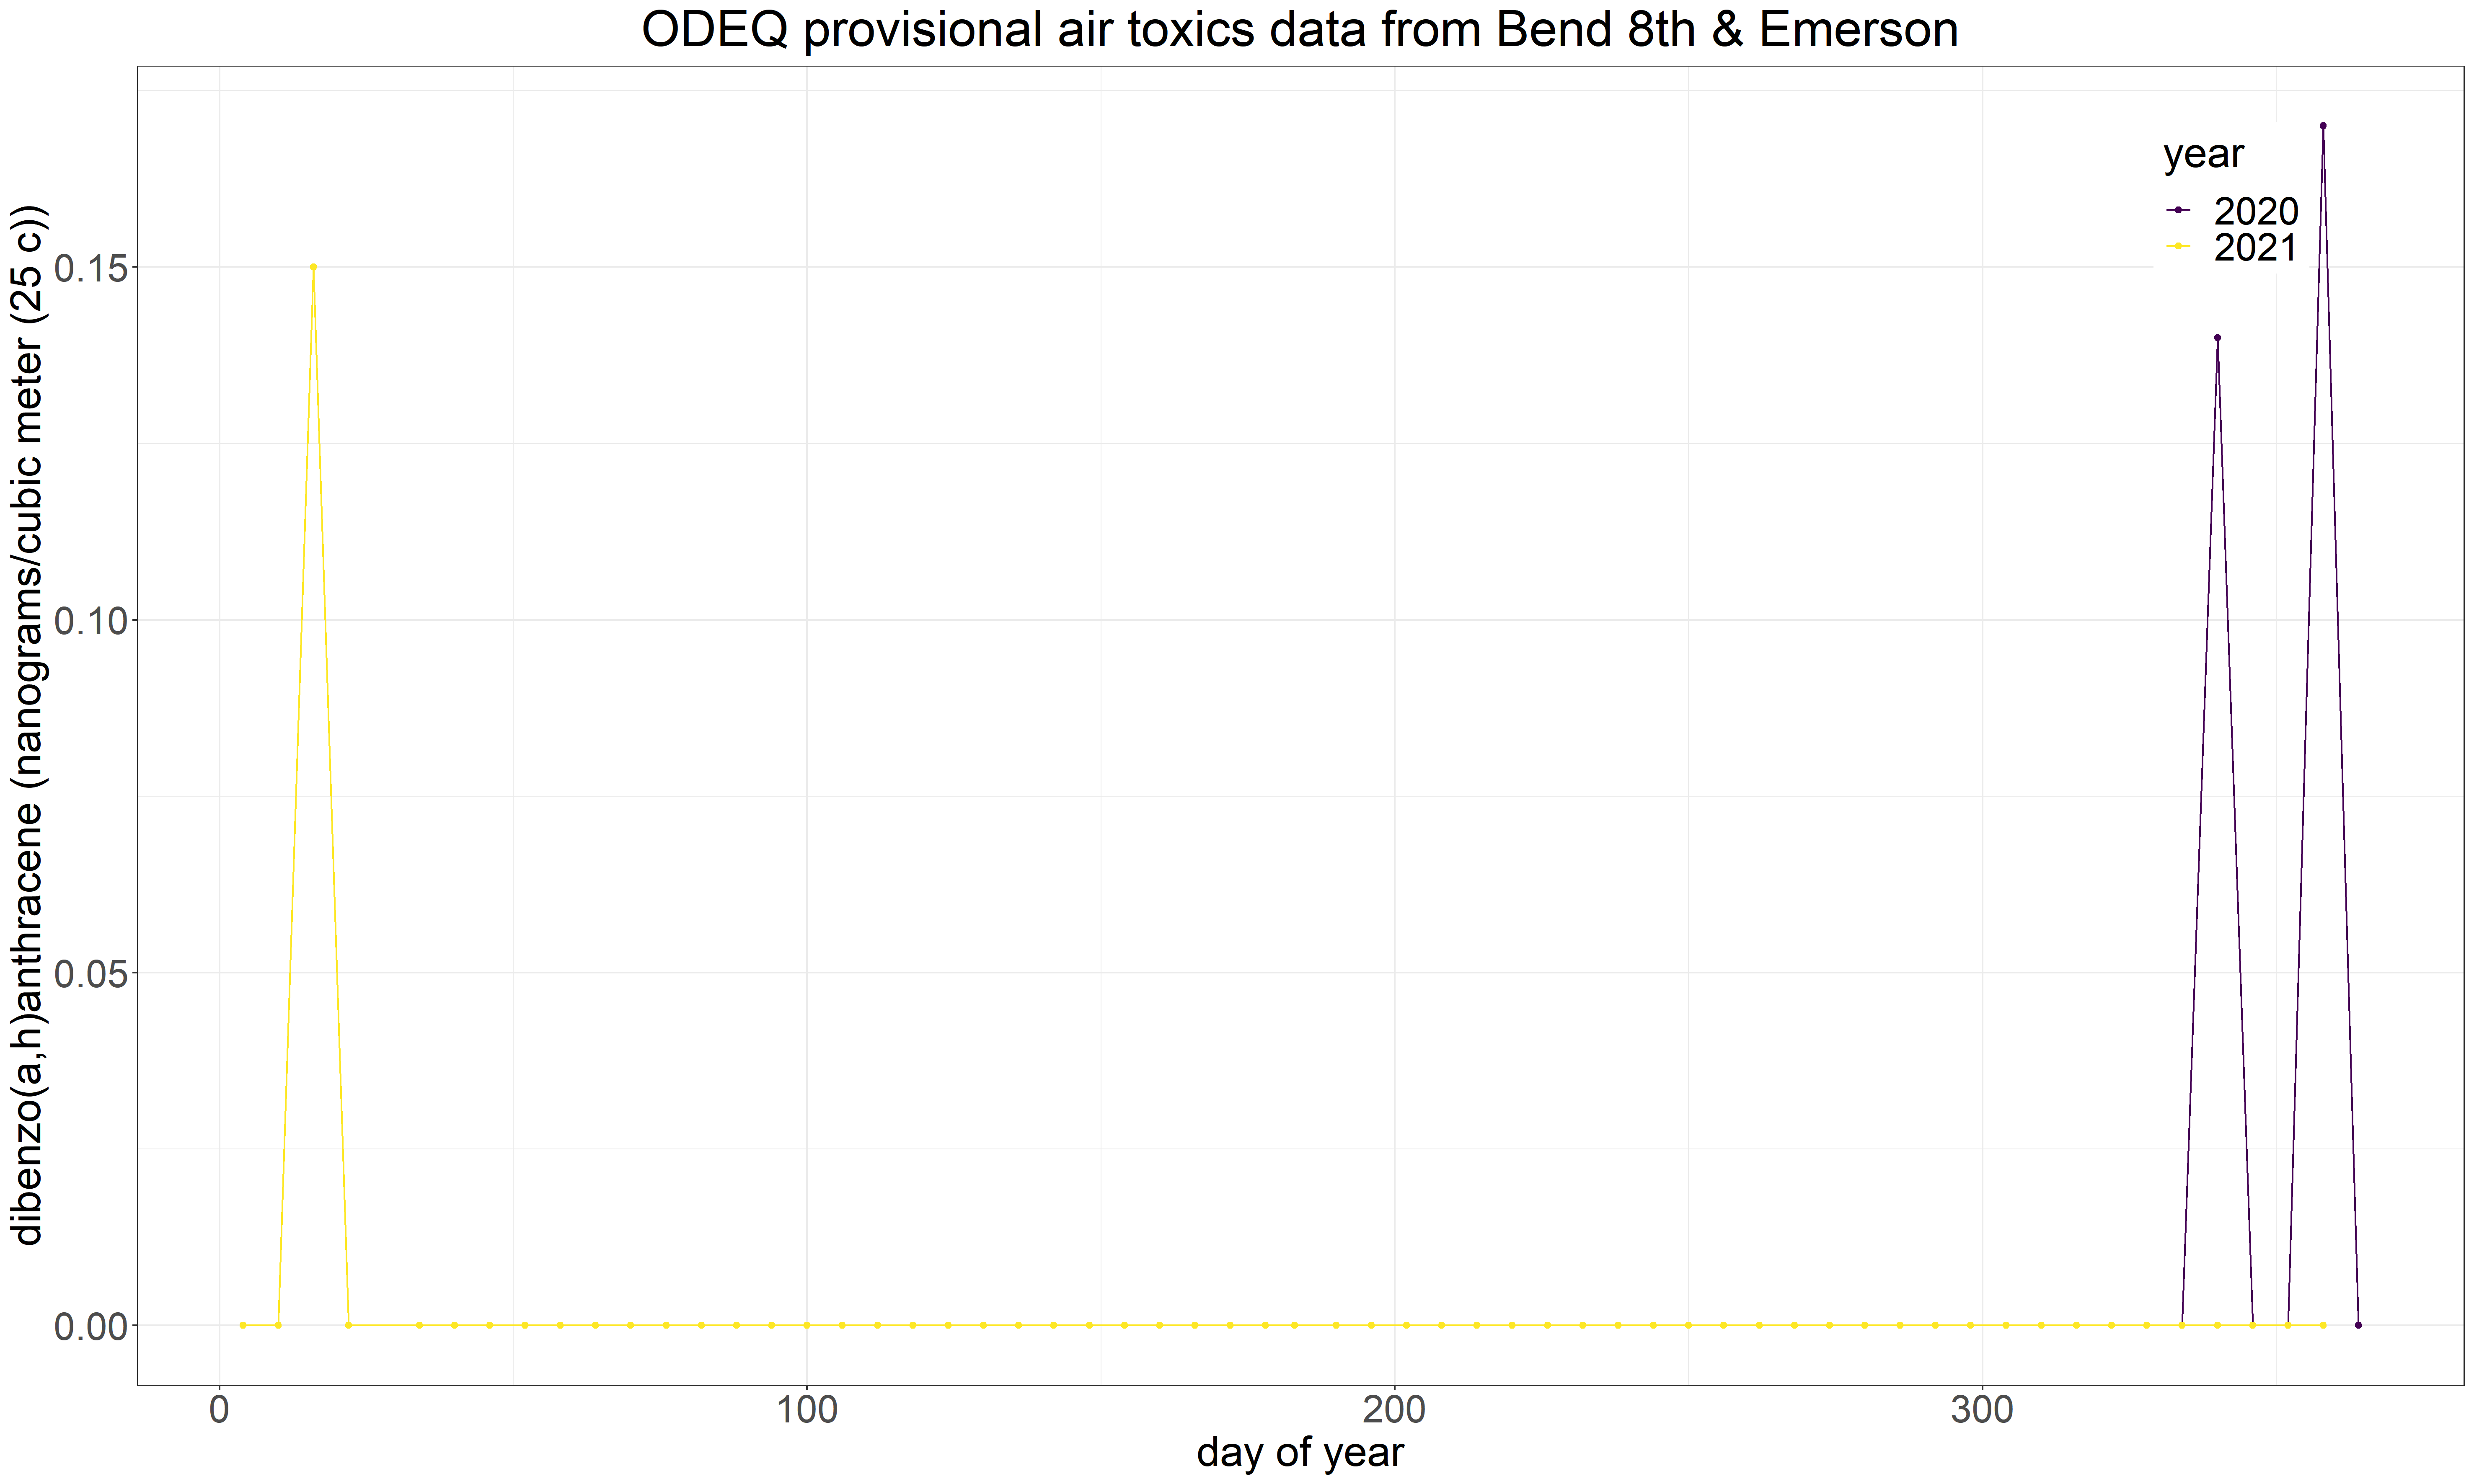 ODEQ provisional air toxics data from Bend 8th & Emerson
dibenzo(a,h)anthracene (nanograms/cubic meter (25 c))
0.15
0.10
0.05
0.00
year
2020
2021
0
100
200
300
day of year